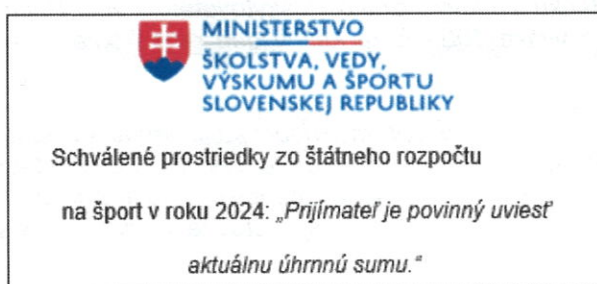 MINISTERSTVO
ŠKOLSTVA, VEDY,
VÝSKUMU A ŠPORTU
SLOVENSKEJ REPUBLIKY
Schválené prostriedky zo štátneho rozpočtu
na šport v roku 2024: „Prijímateľ je povinný uviesť
aktuálnu úhrnnú sumu.“